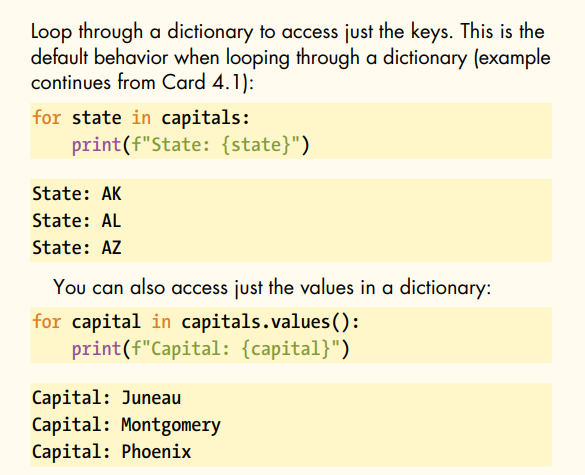 Loop through a dictionary to access just the keys. This is the
default behavior when looping through a dictionary (example
continues from Card 4.1):
for state in capitals:
    print(f"State: {state}")
State: AK
State: AL
State: AZ
You can also access just the values in a dictionary:
for capital in capitals.values():
    print(f"Capital: {capital}")
Capital: Juneau
Capital: Montgomery
Capital: Phoenix